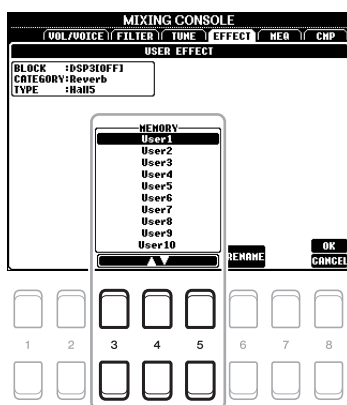 MIXING CONSOLE
VOL/VOICE FILTER TUNE EFFECT MEQ CMP
USER EFFECT
BLOCK :DSP3[OFF]
CATEGORY:Reverb
TYPE :Hall5
MEMORY
User1
User2
User3
User4
User5
User6
User7
User8
User9
User10
▲▼
RENAME
OK
CANCEL
1 2 3 4 5 6 7 8